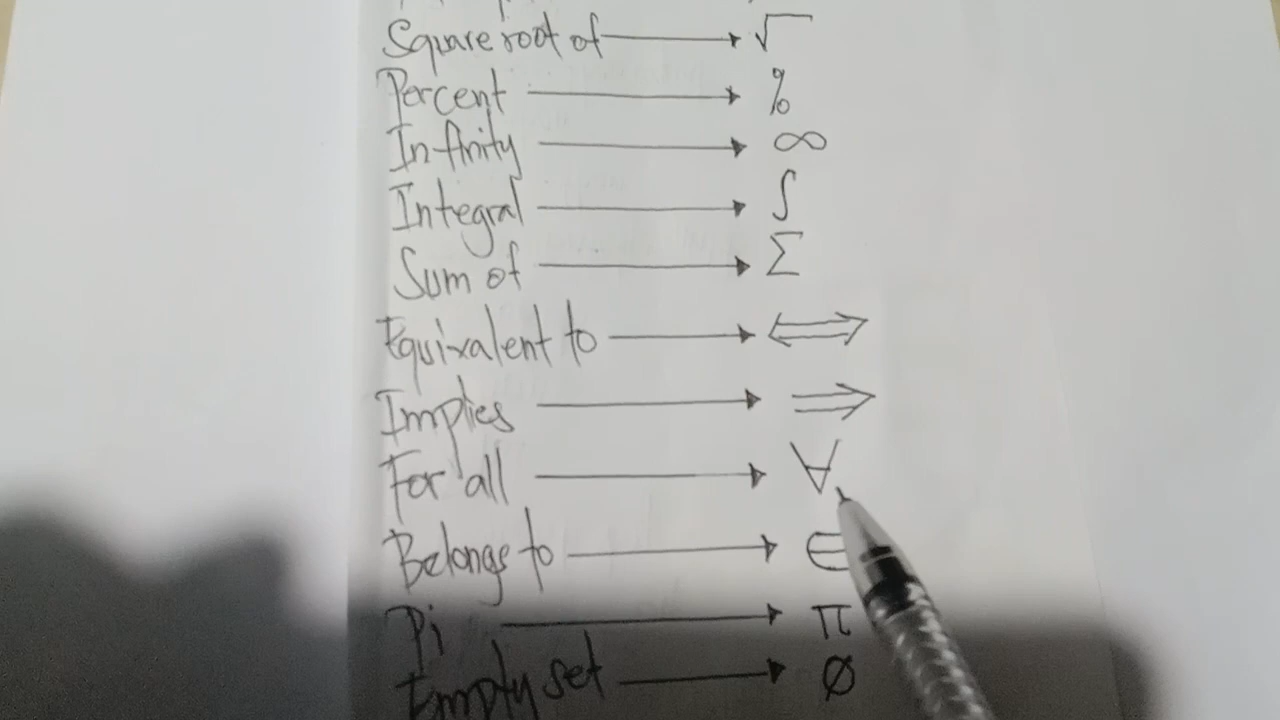 Square root of → √
Percent → %
Infinity → ∞
Integral → ∫
Sum of → Σ
Equivalent to → ⇔
Implies → ⇒
For all → ∀
Belongs to → ∈
Pi → π
Empty set → ∅